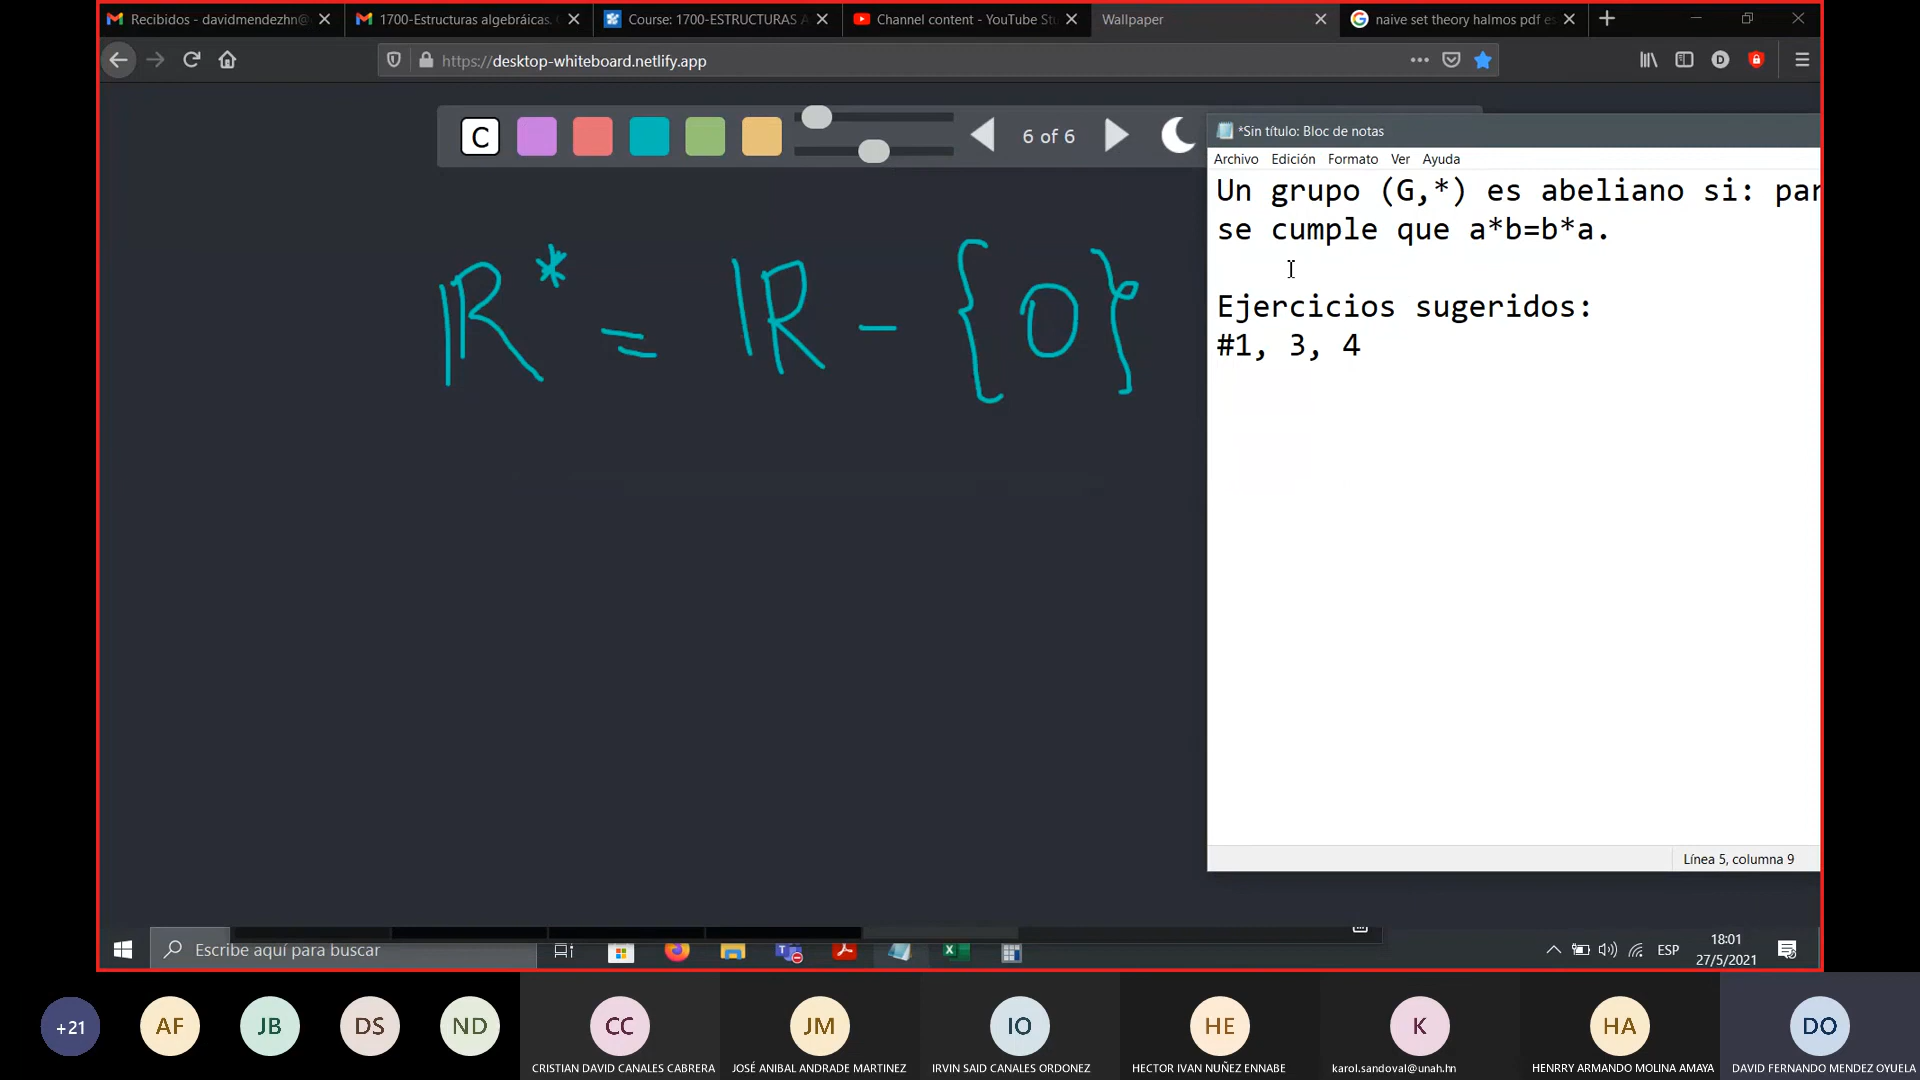 Recibidos - davidmendezhn@
1700-Estructuras algebráicas.
Course: 1700-ESTRUCTURAS A
Channel content - YouTube Stu
Wallpaper
naive set theory halmos pdf es
https://desktop-whiteboard.netlify.app
C
6 of 6
*Sin título: Bloc de notas
Archivo Edición Formato Ver Ayuda
Un grupo (G,*) es abeliano si: par
se cumple que a*b=b*a.
Ejercicios sugeridos:
#1, 3, 4
ℝ* = ℝ - {0}
Línea 5, columna 9
Escribe aquí para buscar
ESP
18:01
27/5/2021
+21
AF
JB
DS
ND
CC
JM
IO
HE
K
HA
DO
CRISTIAN DAVID CANALES CABRERA
JOSÉ ANIBAL ANDRADE MARTINEZ
IRVIN SAID CANALES ORDONEZ
HECTOR IVAN NUÑEZ ENNABE
karol.sandoval@unah.hn
HENRRY ARMANDO MOLINA AMAYA
DAVID FERNANDO MENDEZ OYUELA